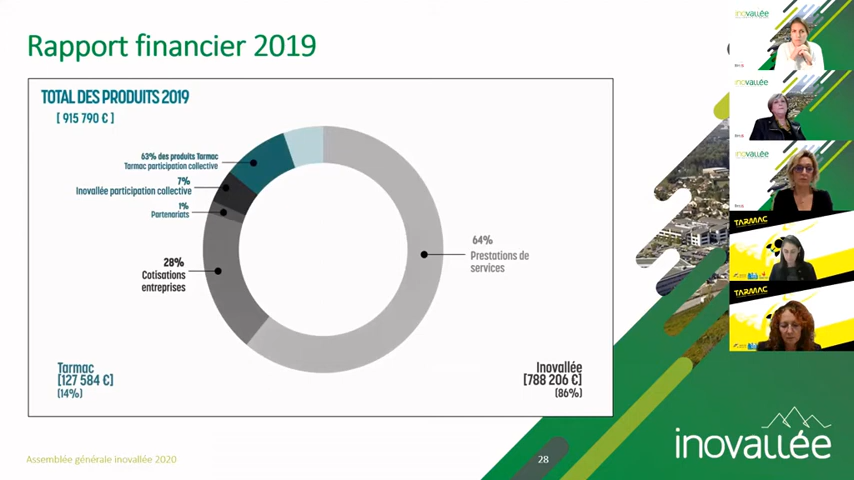 Rapport financier 2019
TOTAL DES PRODUITS 2019
[ 915 790 € ]
63% des produits Tarmac
Tarmac participation collective
7%
Inovallée participation collective
1%
Partenariats
28%
Cotisations
entreprises
64%
Prestations de
services
Tarmac
[127 584 €]
(14%)
Inovallée
[788 206 €]
(86%)
Assemblée générale inovallée 2020
28
inovallée
inovallée
inovallée
inovallée
TARMAC
TARMAC